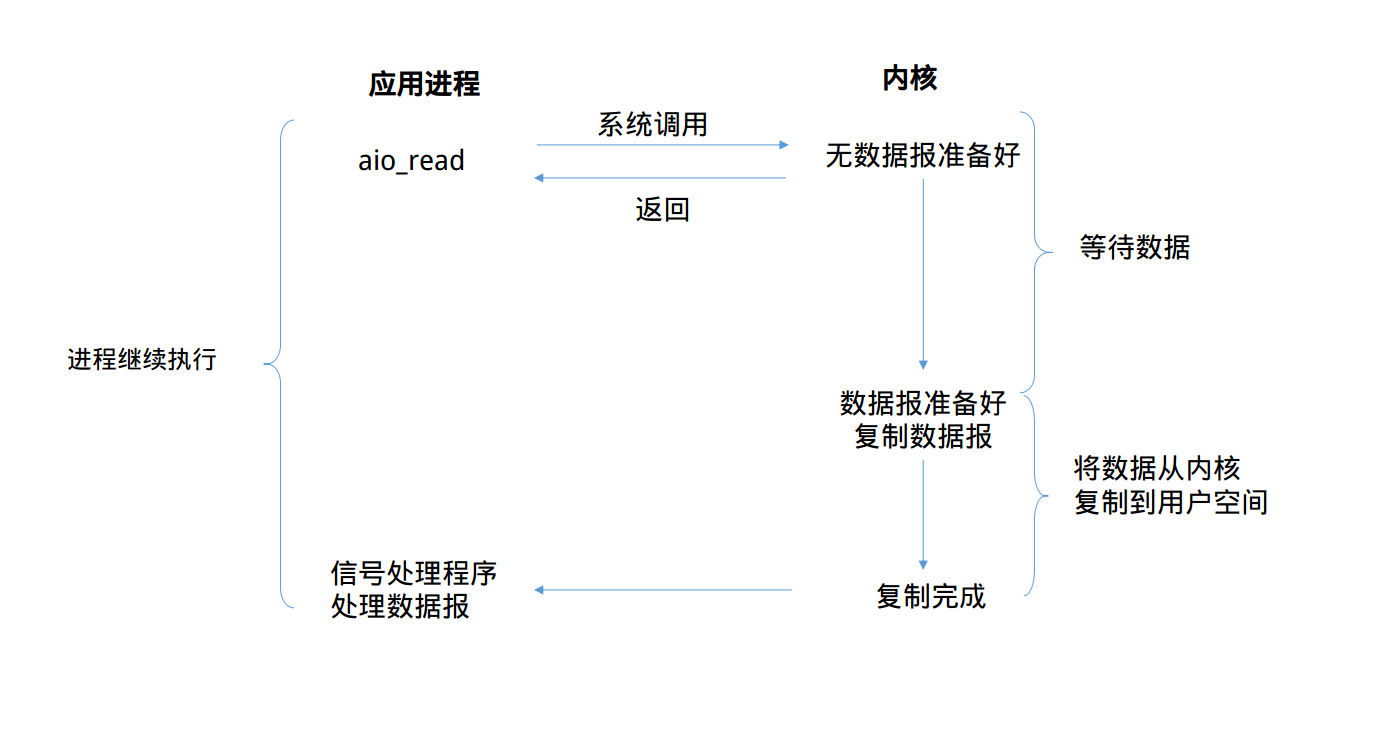 应用进程
内核
系统调用
aio_read
无数据报准备好
返回
等待数据
进程继续执行
数据报准备好
复制数据报
将数据从内核
复制到用户空间
信号处理程序
处理数据报
复制完成